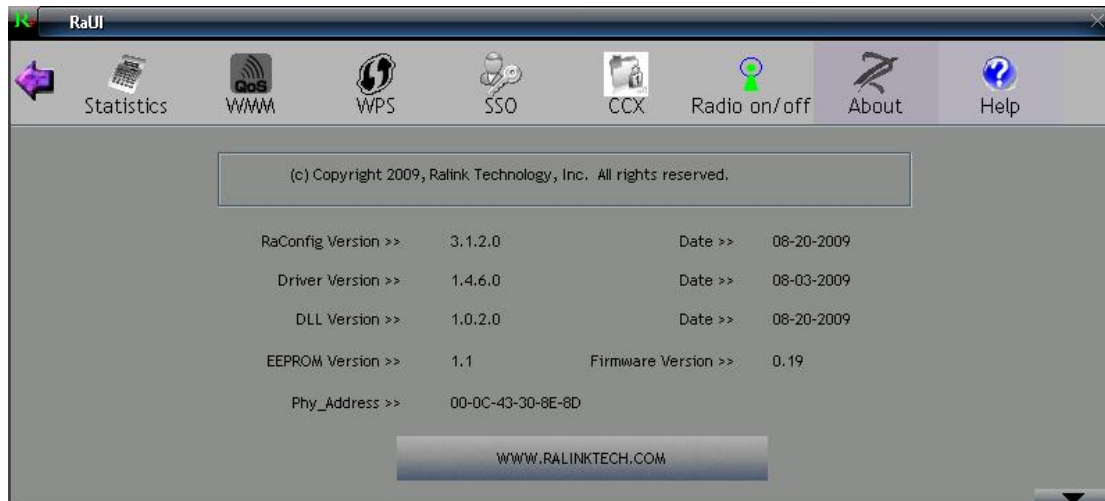 RaUI
Statistics
QoS
WMM
WPS
SSO
CCX
Radio on/off
About
Help
(c) Copyright 2009, Ralink Technology, Inc. All rights reserved.
RaConfig Version >> 3.1.2.0 Date >> 08-20-2009
Driver Version >> 1.4.6.0 Date >> 08-03-2009
DLL Version >> 1.0.2.0 Date >> 08-20-2009
EEPROM Version >> 1.1 Firmware Version >> 0.19
Phy_Address >> 00-0C-43-30-8E-8D
WWW.RALINKTECH.COM